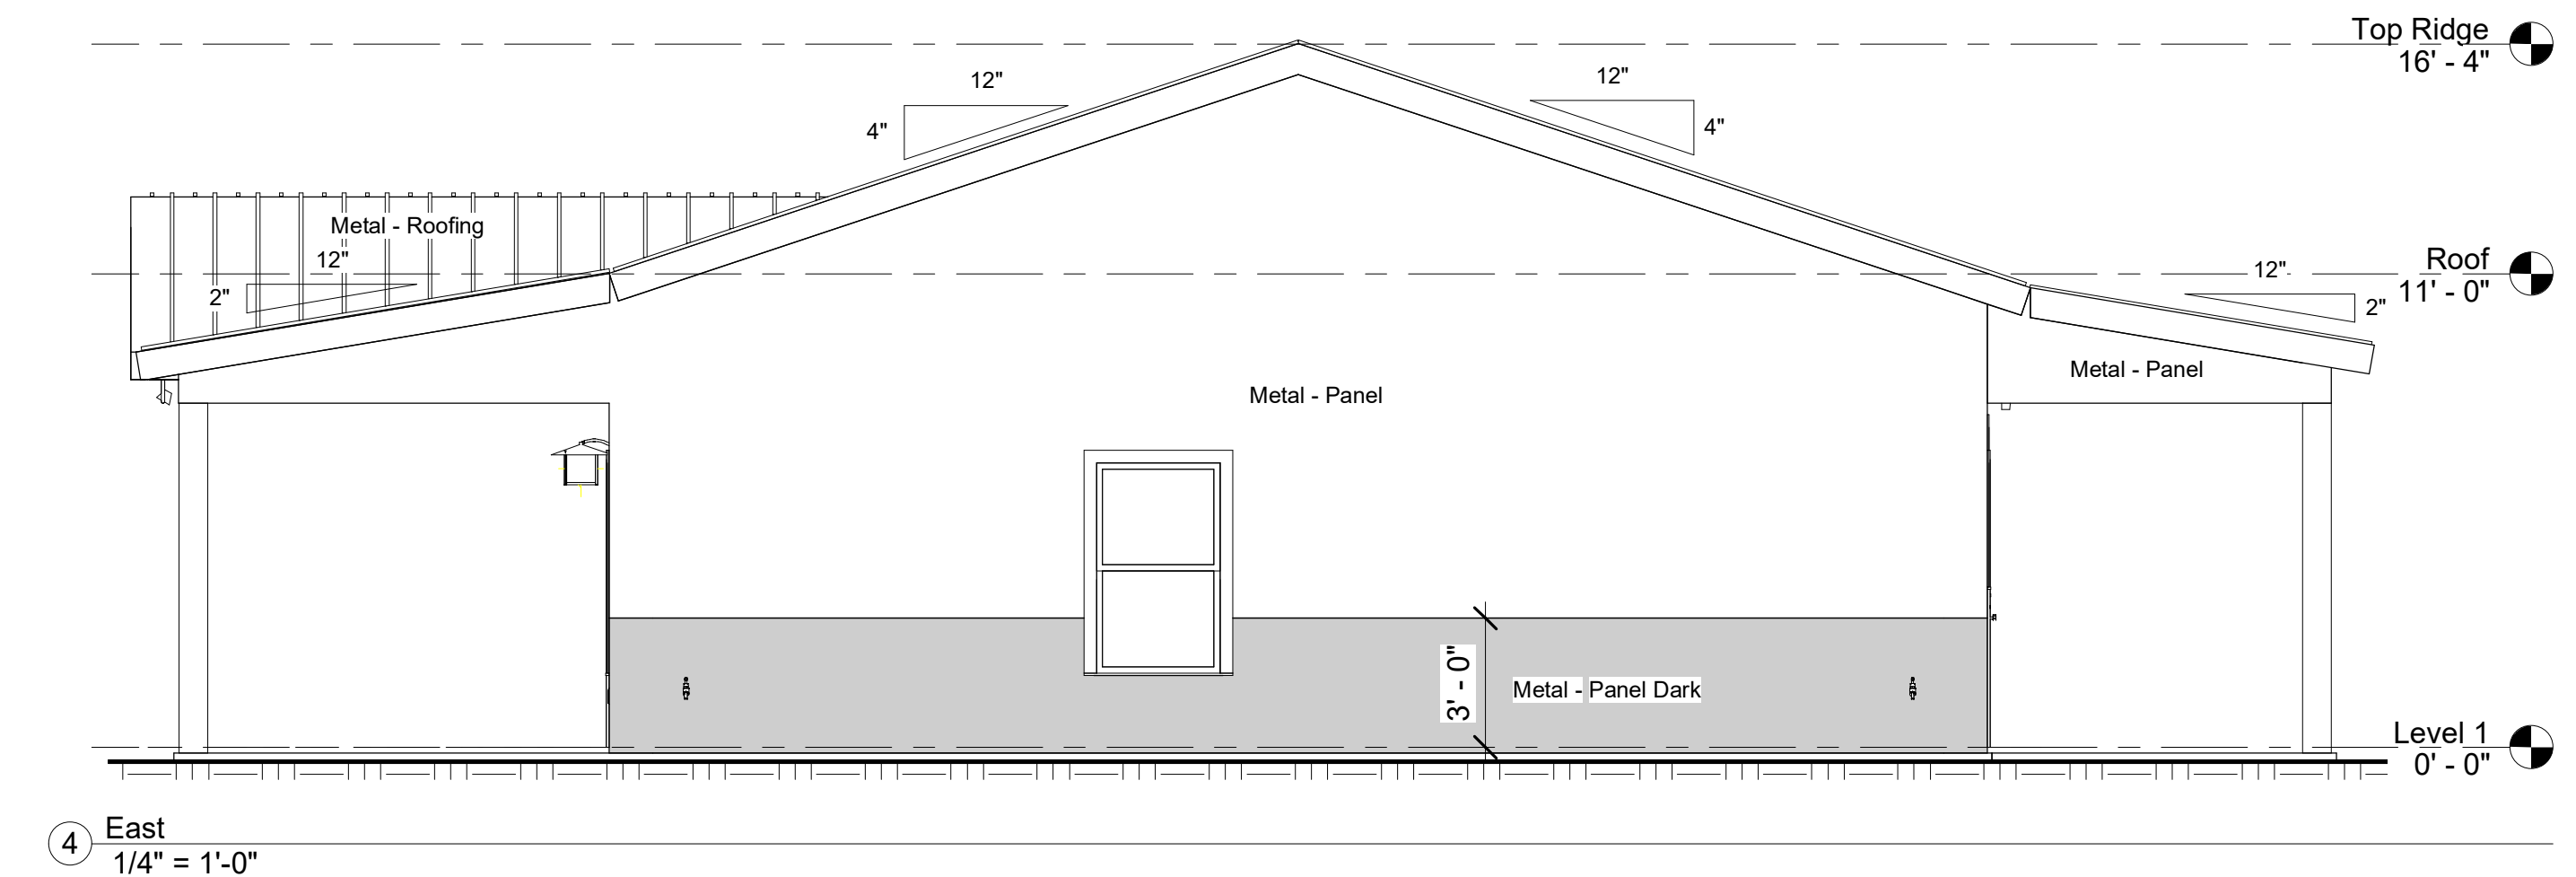 Top Ridge
16' - 4"
12"
4"
12"
4"
Metal - Roofing
12"
2"
Roof
11' - 0"
12"
2"
Metal - Panel
Metal - Panel
3' - 0"
Metal - Panel Dark
Level 1
0' - 0"
4
East
1/4" = 1'-0"